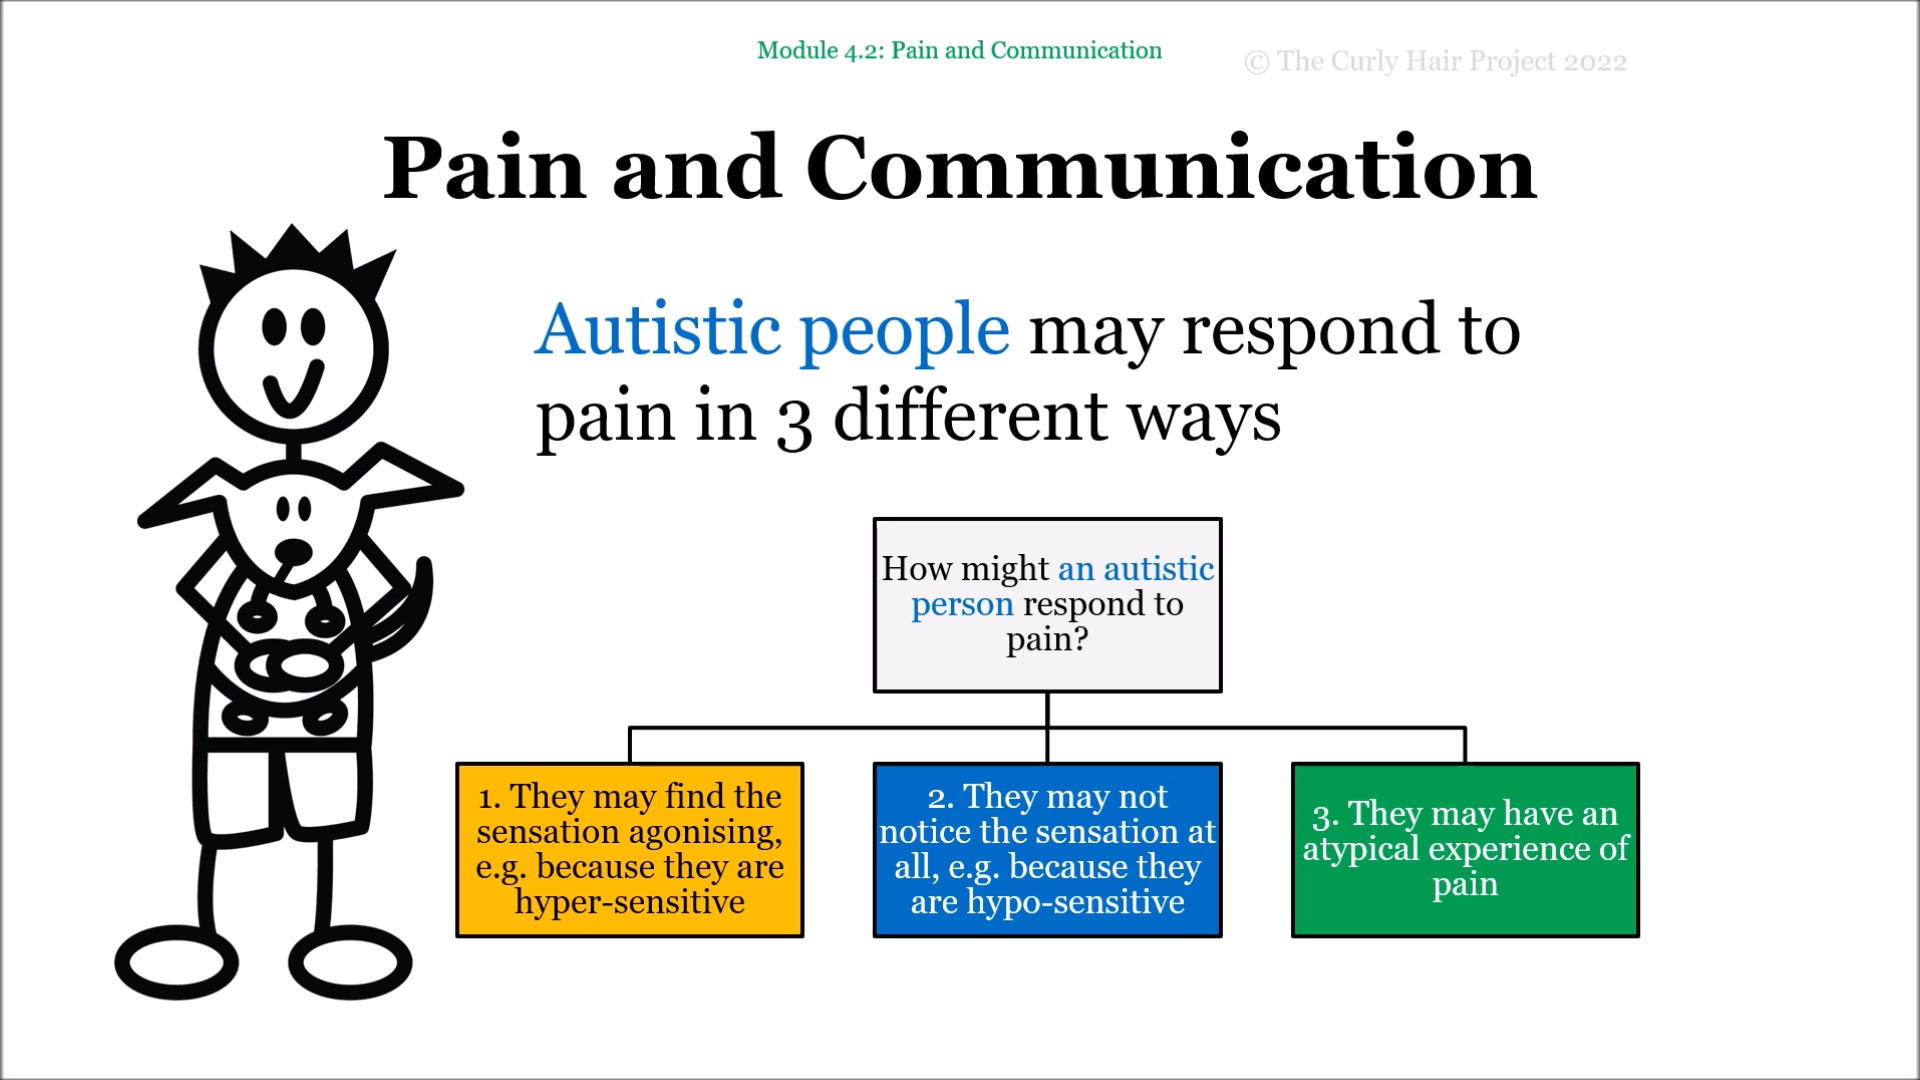 Module 4.2: Pain and Communication
© The Curly Hair Project 2022
Pain and Communication
Autistic people may respond to
pain in 3 different ways
How might an autistic
person respond to
pain?
1. They may find the
sensation agonising,
e.g. because they are
hyper-sensitive
2. They may not
notice the sensation at
all, e.g. because they
are hypo-sensitive
3. They may have an
atypical experience of
pain